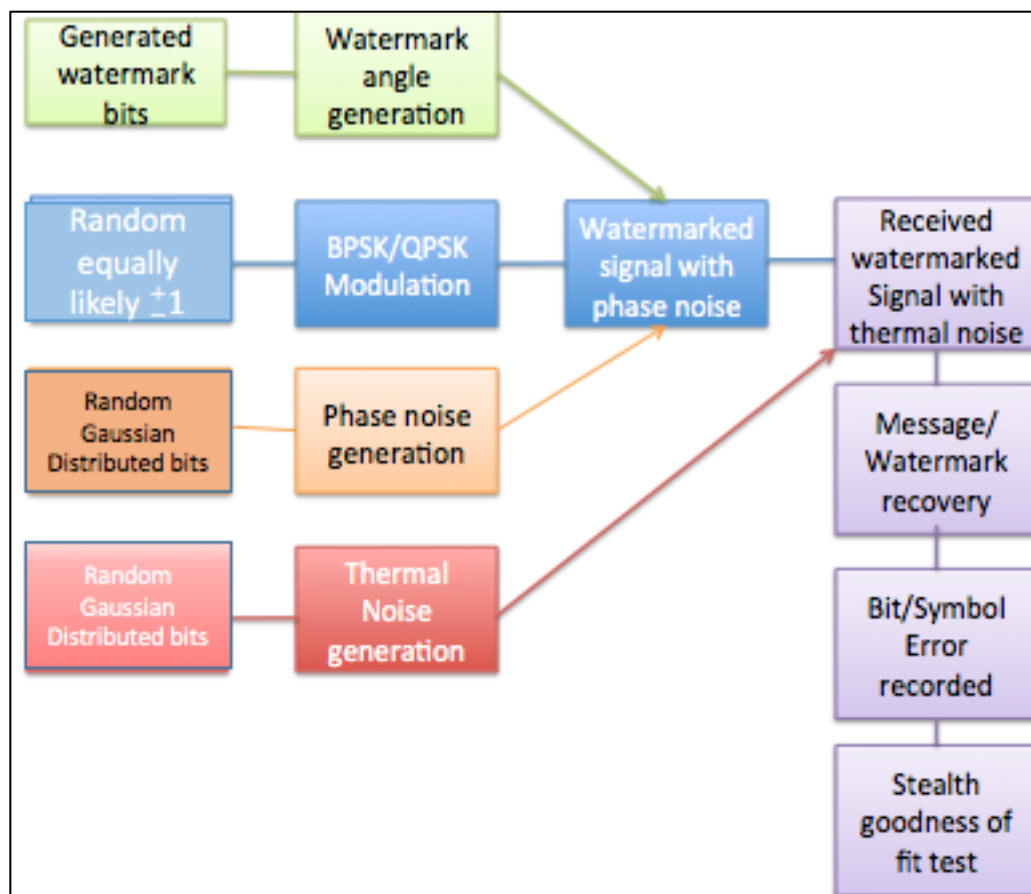 Generated
watermark
bits
Watermark
angle
generation
Random
equally
likely ±1
BPSK/QPSK
Modulation
Watermarked
signal with
phase noise
Received
watermarked
Signal with
thermal noise
Random
Gaussian
Distributed bits
Phase noise
generation
Message/
Watermark
recovery
Random
Gaussian
Distributed bits
Thermal
Noise
generation
Bit/Symbol
Error
recorded
Stealth
goodness of
fit test